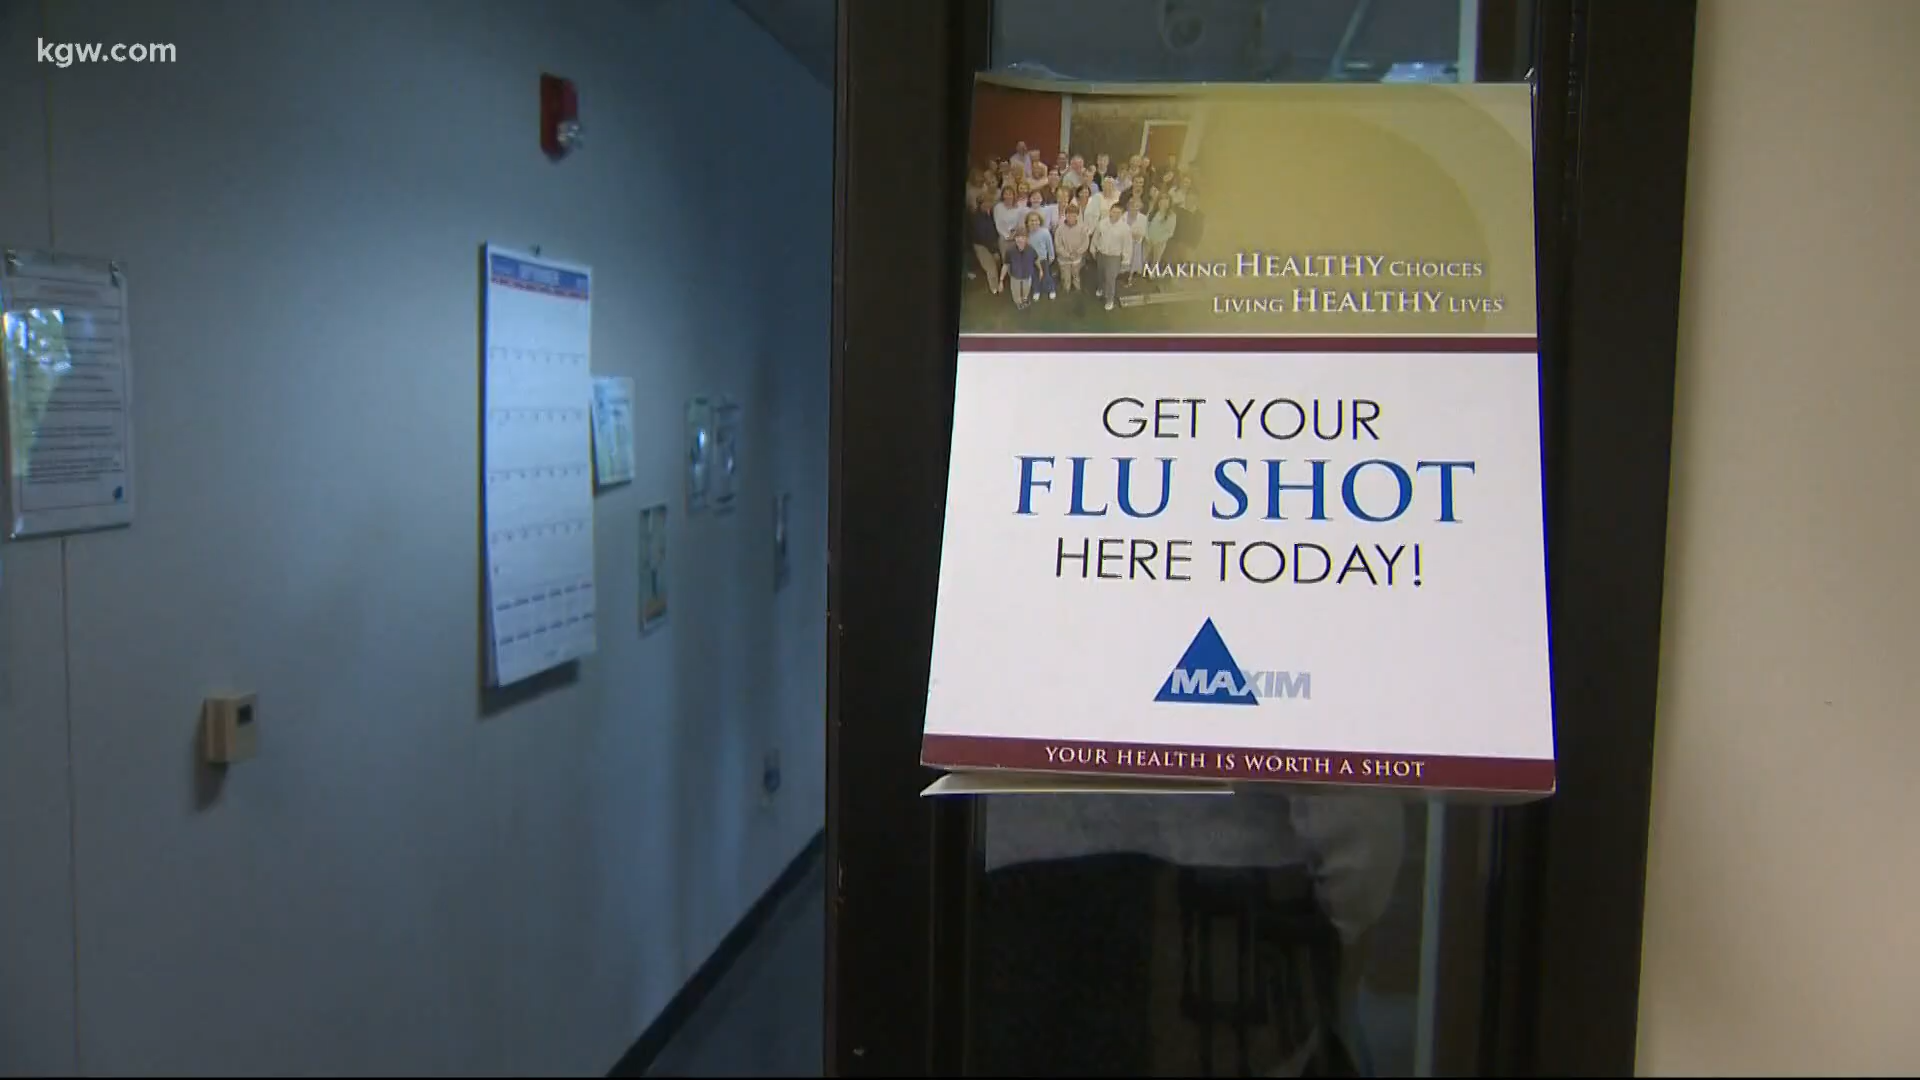 kgw.com
MAKING HEALTHY CHOICES
LIVING HEALTHY LIVES
GET YOUR
FLU SHOT
HERE TODAY!
MAXIM
YOUR HEALTH IS WORTH A SHOT